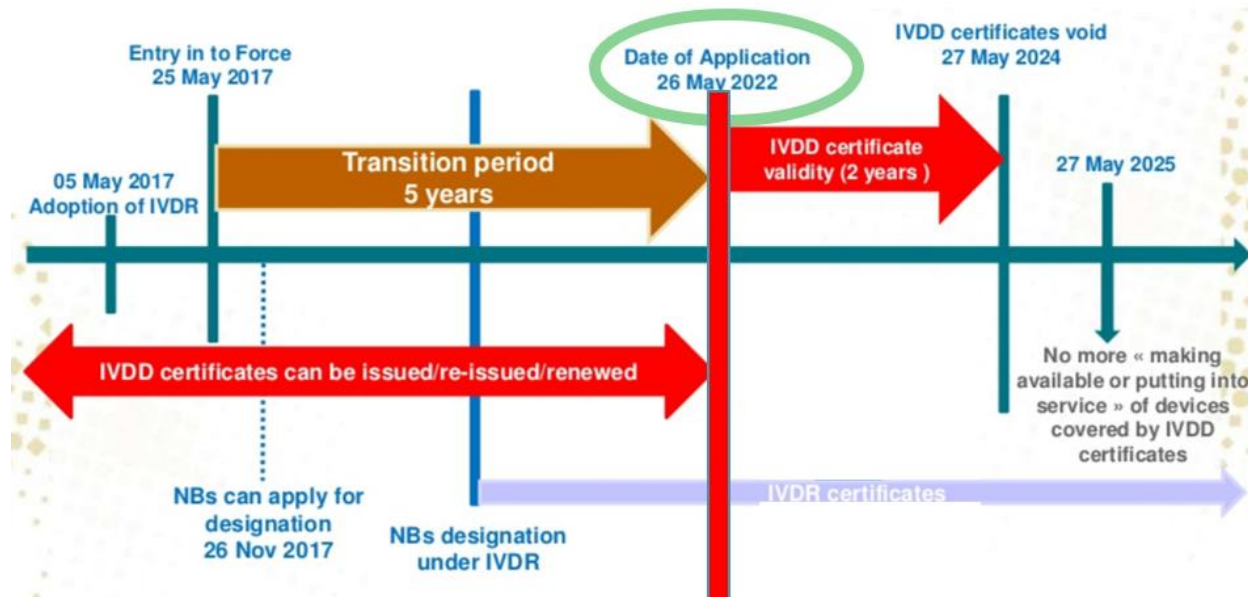 Entry in to Force
25 May 2017
Date of Application
26 May 2022
IVDD certificates void
27 May 2024
Transition period
5 years
IVDD certificate
validity (2 years )
05 May 2017
Adoption of IVDR
27 May 2025
IVDD certificates can be issued/re-issued/renewed
No more « making
available or putting into
service » of devices
covered by IVDD
certificates
NBs can apply for
designation
26 Nov 2017
NBs designation
under IVDR
IVDR certificates